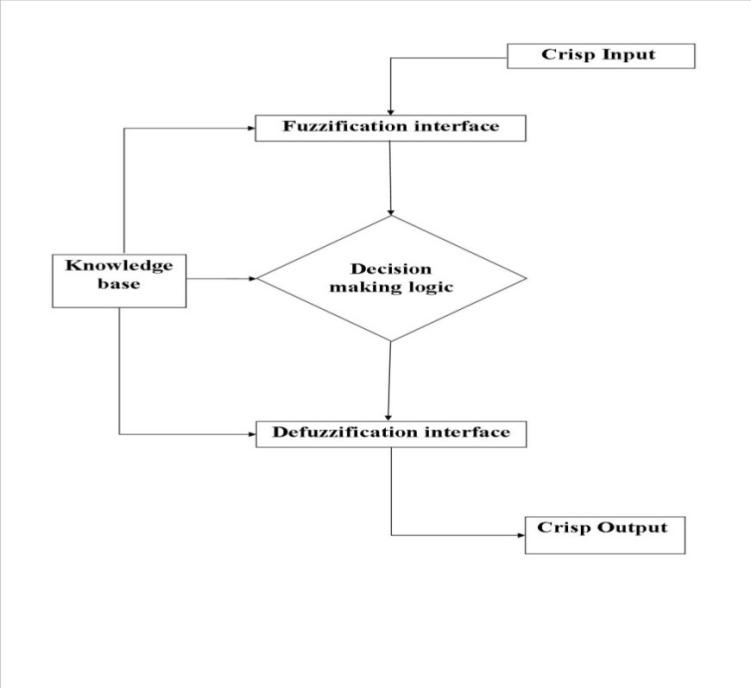 Crisp Input
Fuzzification interface
Knowledge
base
Decision
making logic
Defuzzification interface
Crisp Output